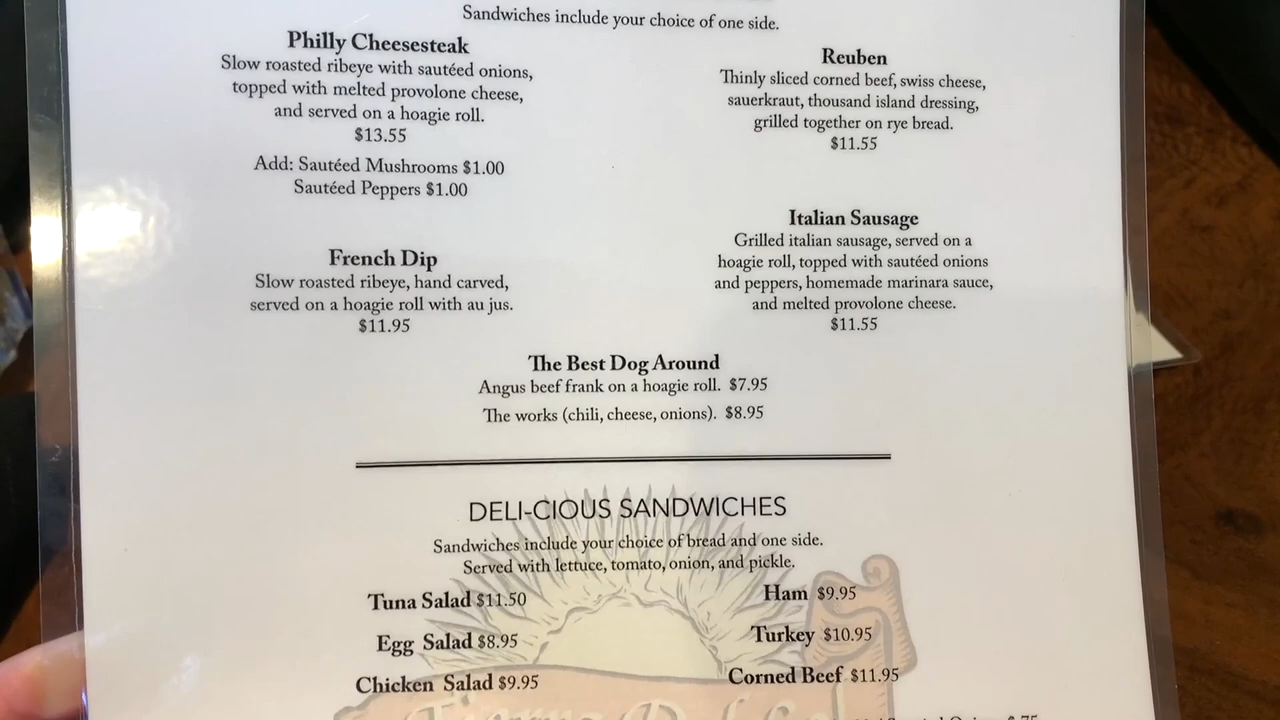 Sandwiches include your choice of one side.
Philly Cheesesteak
Slow roasted ribeye with sautéed onions,
topped with melted provolone cheese,
and served on a hoagie roll.
$13.55
Add: Sautéed Mushrooms $1.00
Sautéed Peppers $1.00
Reuben
Thinly sliced corned beef, swiss cheese,
sauerkraut, thousand island dressing,
grilled together on rye bread.
$11.55
French Dip
Slow roasted ribeye, hand carved,
served on a hoagie roll with au jus.
$11.95
Italian Sausage
Grilled italian sausage, served on a
hoagie roll, topped with sautéed onions
and peppers, homemade marinara sauce,
and melted provolone cheese.
$11.55
The Best Dog Around
Angus beef frank on a hoagie roll. $7.95
The works (chili, cheese, onions). $8.95
DELI-CIOUS SANDWICHES
Sandwiches include your choice of bread and one side.
Served with lettuce, tomato, onion, and pickle.
Tuna Salad $11.50
Egg Salad $8.95
Chicken Salad $9.95
Ham $9.95
Turkey $10.95
Corned Beef $11.95